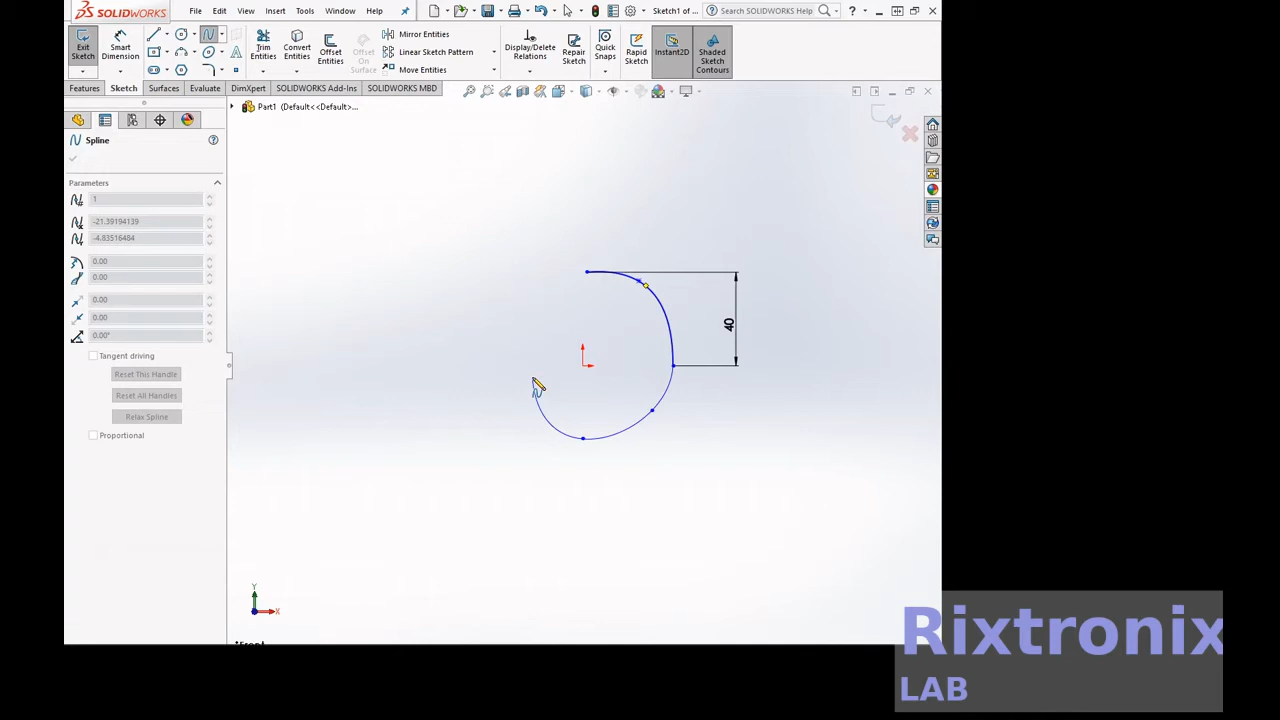 SOLIDWORKS File Edit View Insert Tools Window Help Sketch1 of ... Search SOLIDWORKS Help
Exit Sketch
Smart Dimension
Trim Entities
Convert Entities
Offset Entities
Offset On Surface
Mirror Entities
Linear Sketch Pattern
Move Entities
Display/Delete Relations
Repair Sketch
Quick Snaps
Rapid Sketch
Instant2D
Shaded Sketch Contours
Features Sketch Surfaces Evaluate DimXpert SOLIDWORKS Add-Ins SOLIDWORKS MBD
Part1 (Default<<Default>...
Spline
Parameters
1
-21.39194139
-4.83516484
0.00
0.00
0.00
0.00
0.00°
Tangent driving
Reset This Handle
Reset All Handles
Relax Spline
Proportional
40
Y
X
*Front
Rixtronix
LAB